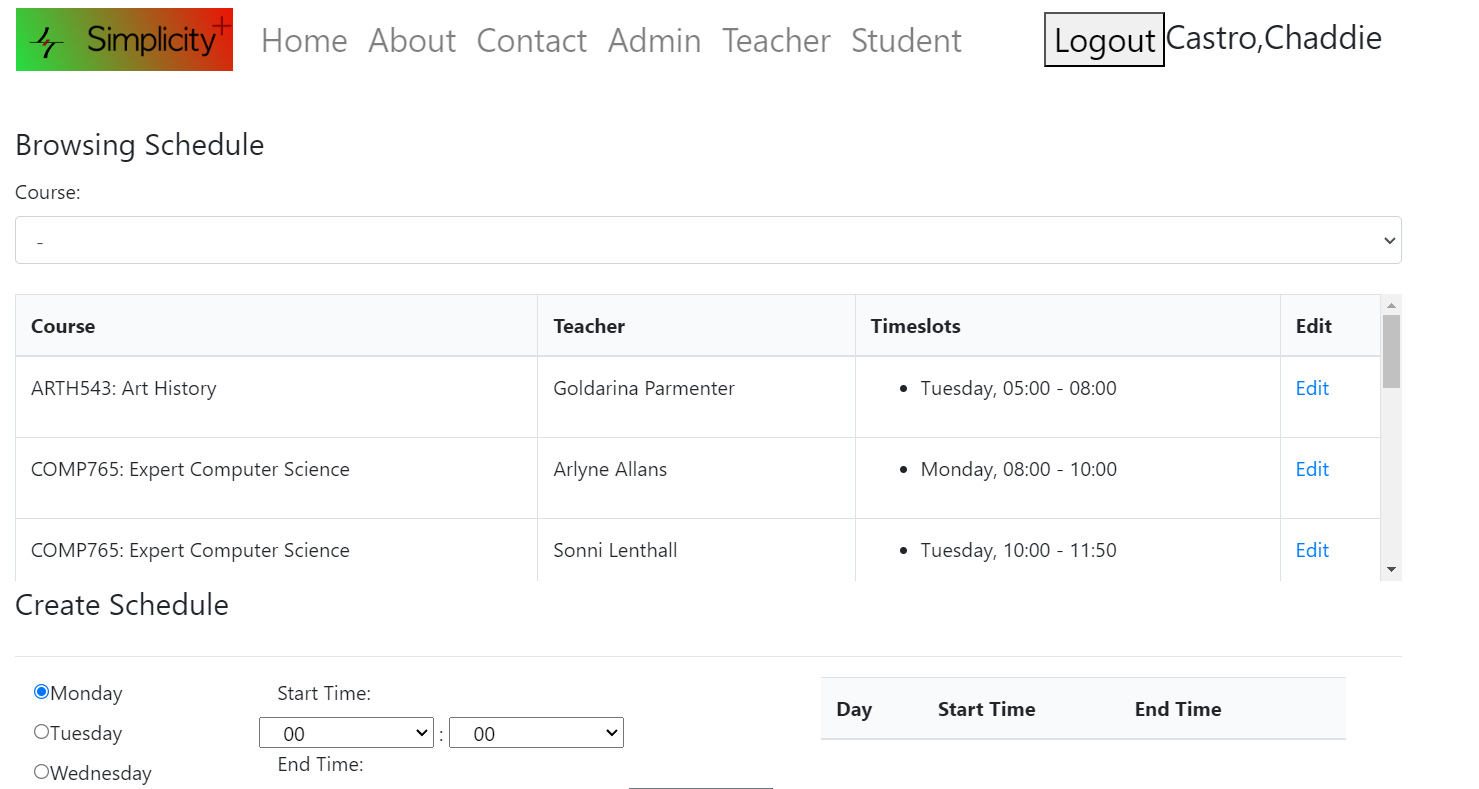 Simplicity+ Home About Contact Admin Teacher Student Logout Castro,Chaddie
Browsing Schedule
Course:
-
Course Teacher Timeslots Edit
ARTH543: Art History Goldarina Parmenter • Tuesday, 05:00 - 08:00 Edit
COMP765: Expert Computer Science Arlyne Allans • Monday, 08:00 - 10:00 Edit
COMP765: Expert Computer Science Sonni Lenthall • Tuesday, 10:00 - 11:50 Edit
Create Schedule
Monday Start Time: Day Start Time End Time
Tuesday 00 : 00
Wednesday End Time: